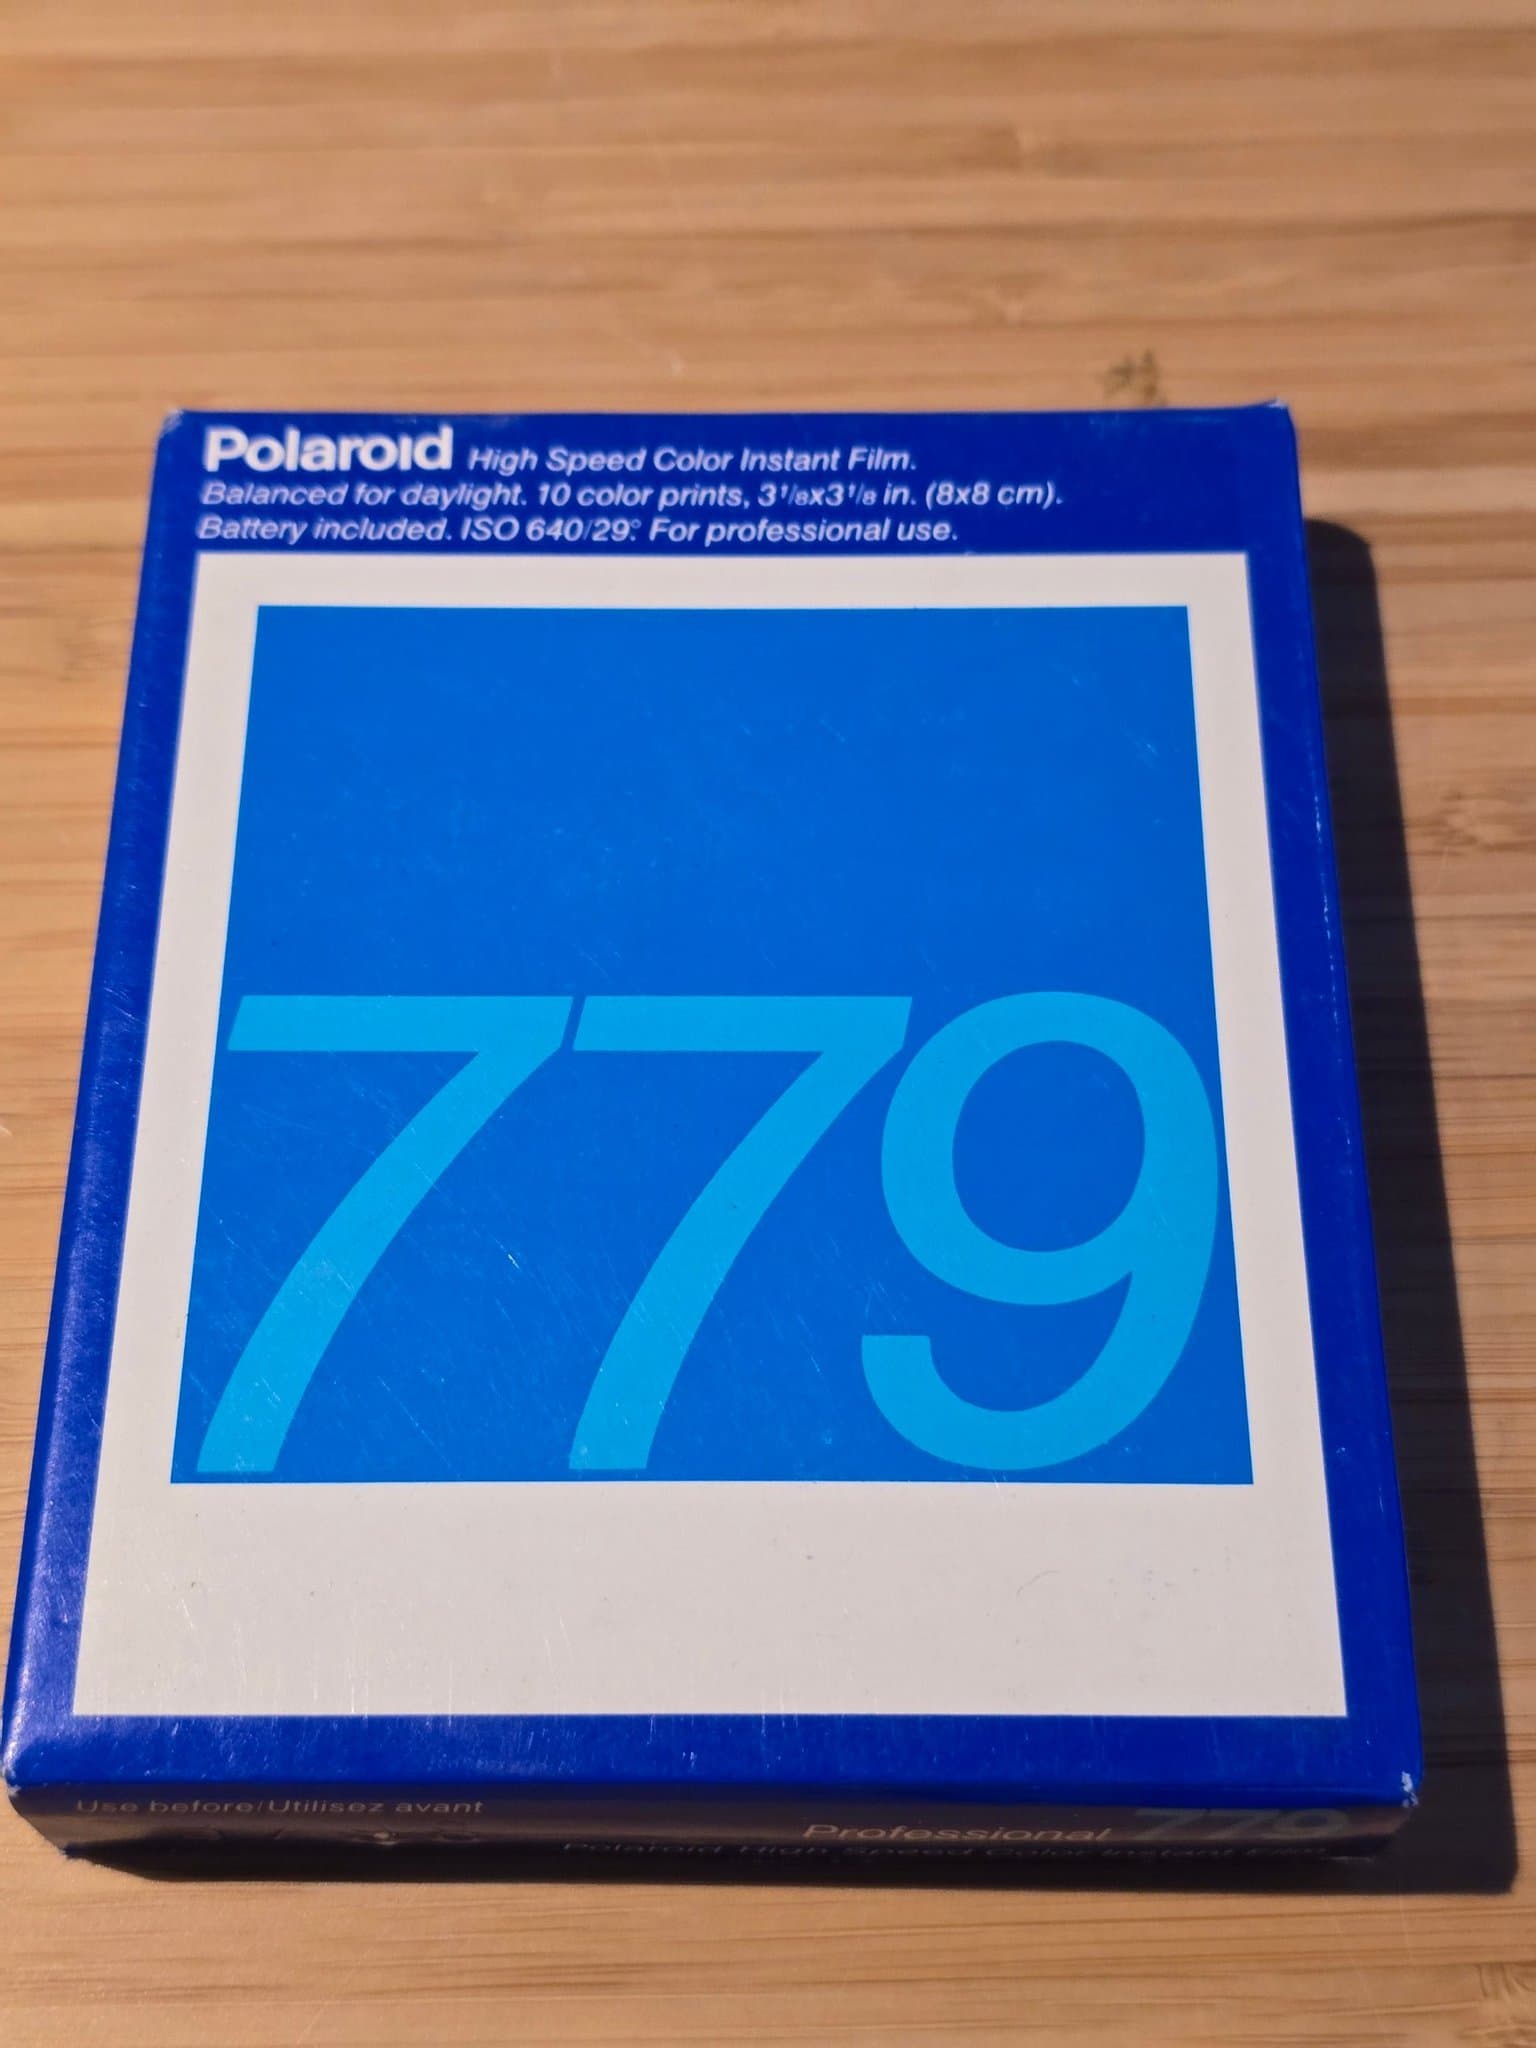 Polaroid High Speed Color Instant Film.
Balanced for daylight. 10 color prints, 3⅛x3⅛ in. (8x8 cm).
Battery included. ISO 640/29°. For professional use.
779
Use before/Utilisez avant
Professional 779
Polaroid High Speed Color Instant Film